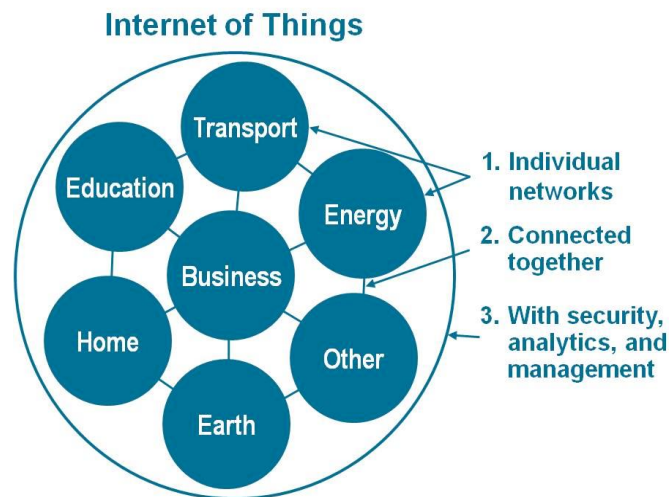 Internet of Things
Transport
Education
Energy
Business
Home
Other
Earth
1. Individual
networks
2. Connected
together
3. With security,
analytics, and
management